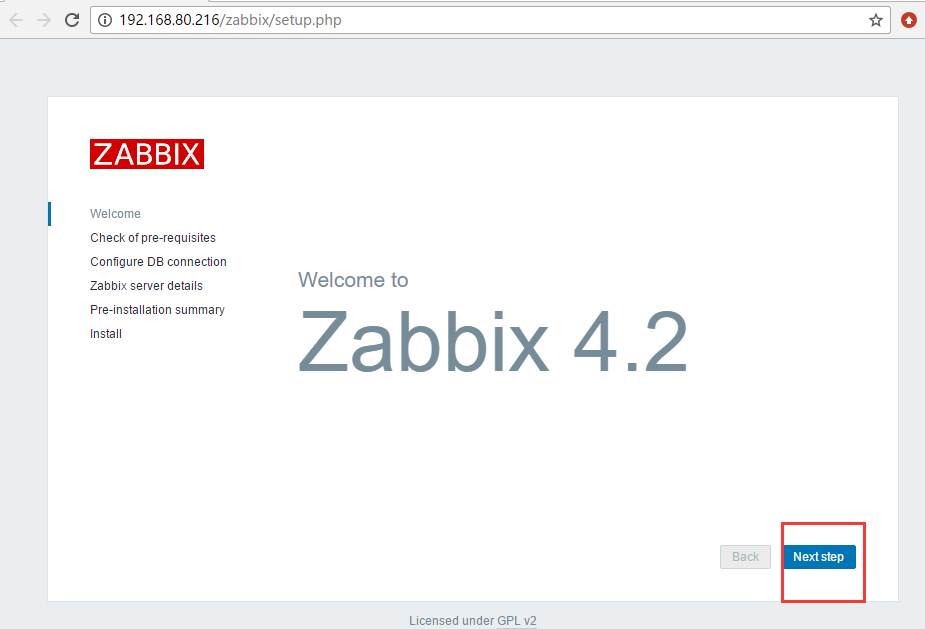 192.168.80.216/zabbix/setup.php
ZABBIX
Welcome
Check of pre-requisites
Configure DB connection
Zabbix server details
Pre-installation summary
Install
Welcome to
Zabbix 4.2
Back
Next step
Licensed under GPL v2